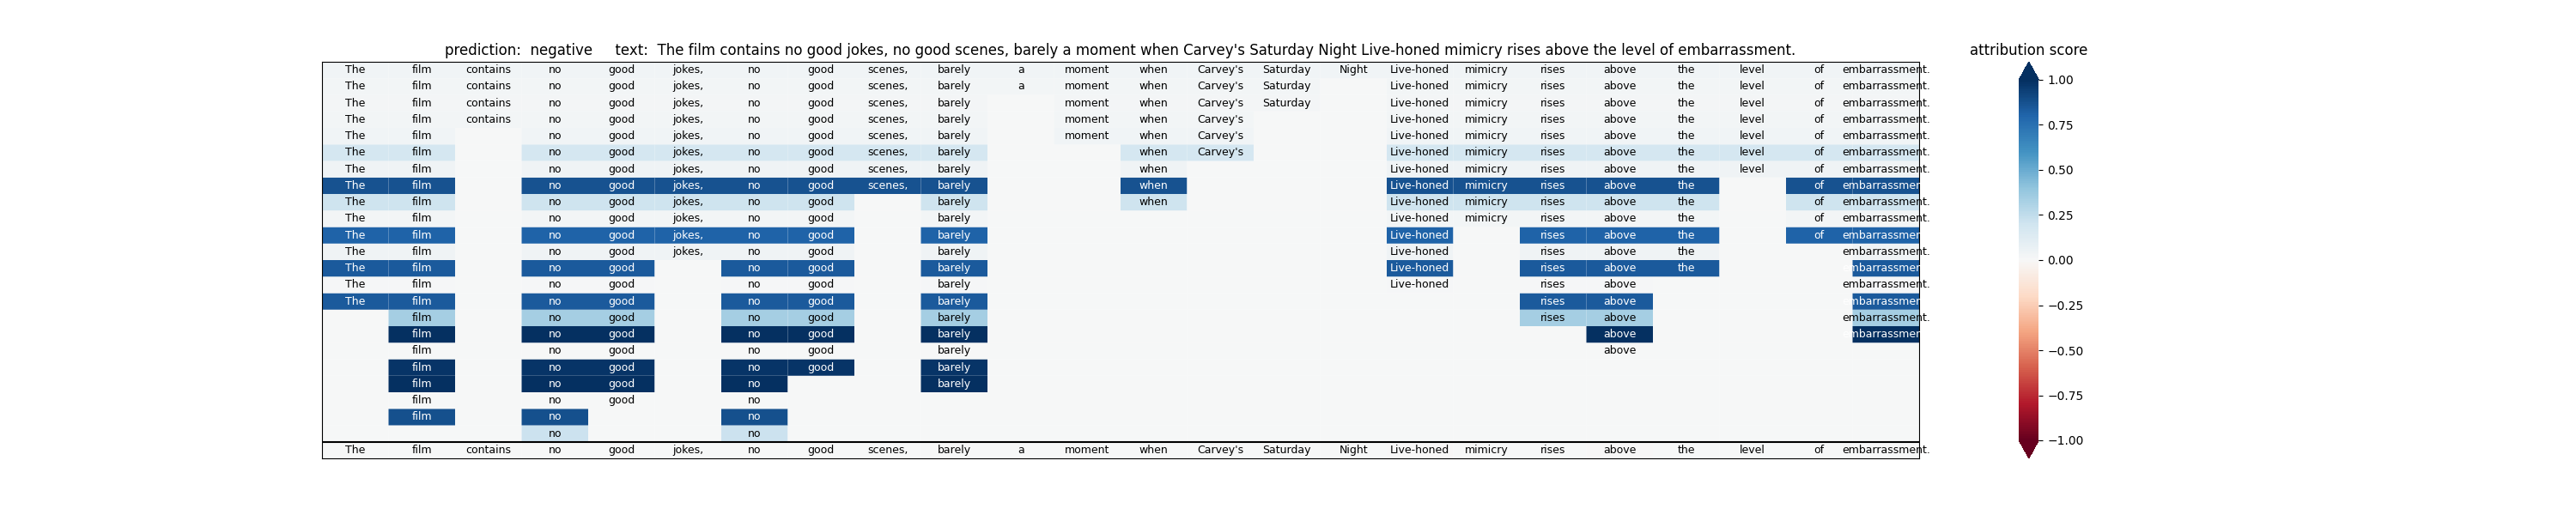 prediction: negative text: The film contains no good jokes, no good scenes, barely a moment when Carvey's Saturday Night Live-honed mimicry rises above the level of embarrassment.
attribution score
The film contains no good jokes, no good scenes, barely a moment when Carvey's Saturday Night Live-honed mimicry rises above the level of embarrassment.
The film contains no good jokes, no good scenes, barely a moment when Carvey's Saturday Live-honed mimicry rises above the level of embarrassment.
The film contains no good jokes, no good scenes, barely moment when Carvey's Saturday Live-honed mimicry rises above the level of embarrassment.
The film contains no good jokes, no good scenes, barely moment when Carvey's Live-honed mimicry rises above the level of embarrassment.
The film no good jokes, no good scenes, barely moment when Carvey's Live-honed mimicry rises above the level of embarrassment.
The film no good jokes, no good scenes, barely when Carvey's Live-honed mimicry rises above the level of embarrassment.
The film no good jokes, no good scenes, barely when Live-honed mimicry rises above the level of embarrassment.
The film no good jokes, no good scenes, barely when Live-honed mimicry rises above the of embarrassmen
The film no good jokes, no good barely when Live-honed mimicry rises above the of embarrassment.
The film no good jokes, no good barely Live-honed mimicry rises above the of embarrassment.
The film no good jokes, no good barely Live-honed rises above the of embarrassmen
The film no good jokes, no good barely Live-honed rises above the embarrassment.
The film no good no good barely Live-honed rises above the mbarrassmen
The film no good no good barely Live-honed rises above embarrassment.
The film no good no good barely rises above mbarrassmen
film no good no good barely rises above embarrassment.
film no good no good barely above mbarrassmen
film no good no good barely above
film no good no good barely
film no good no barely
film no good no
film no no
no no
The film contains no good jokes, no good scenes, barely a moment when Carvey's Saturday Night Live-honed mimicry rises above the level of embarrassment.
1.00
0.75
0.50
0.25
0.00
−0.25
−0.50
−0.75
−1.00